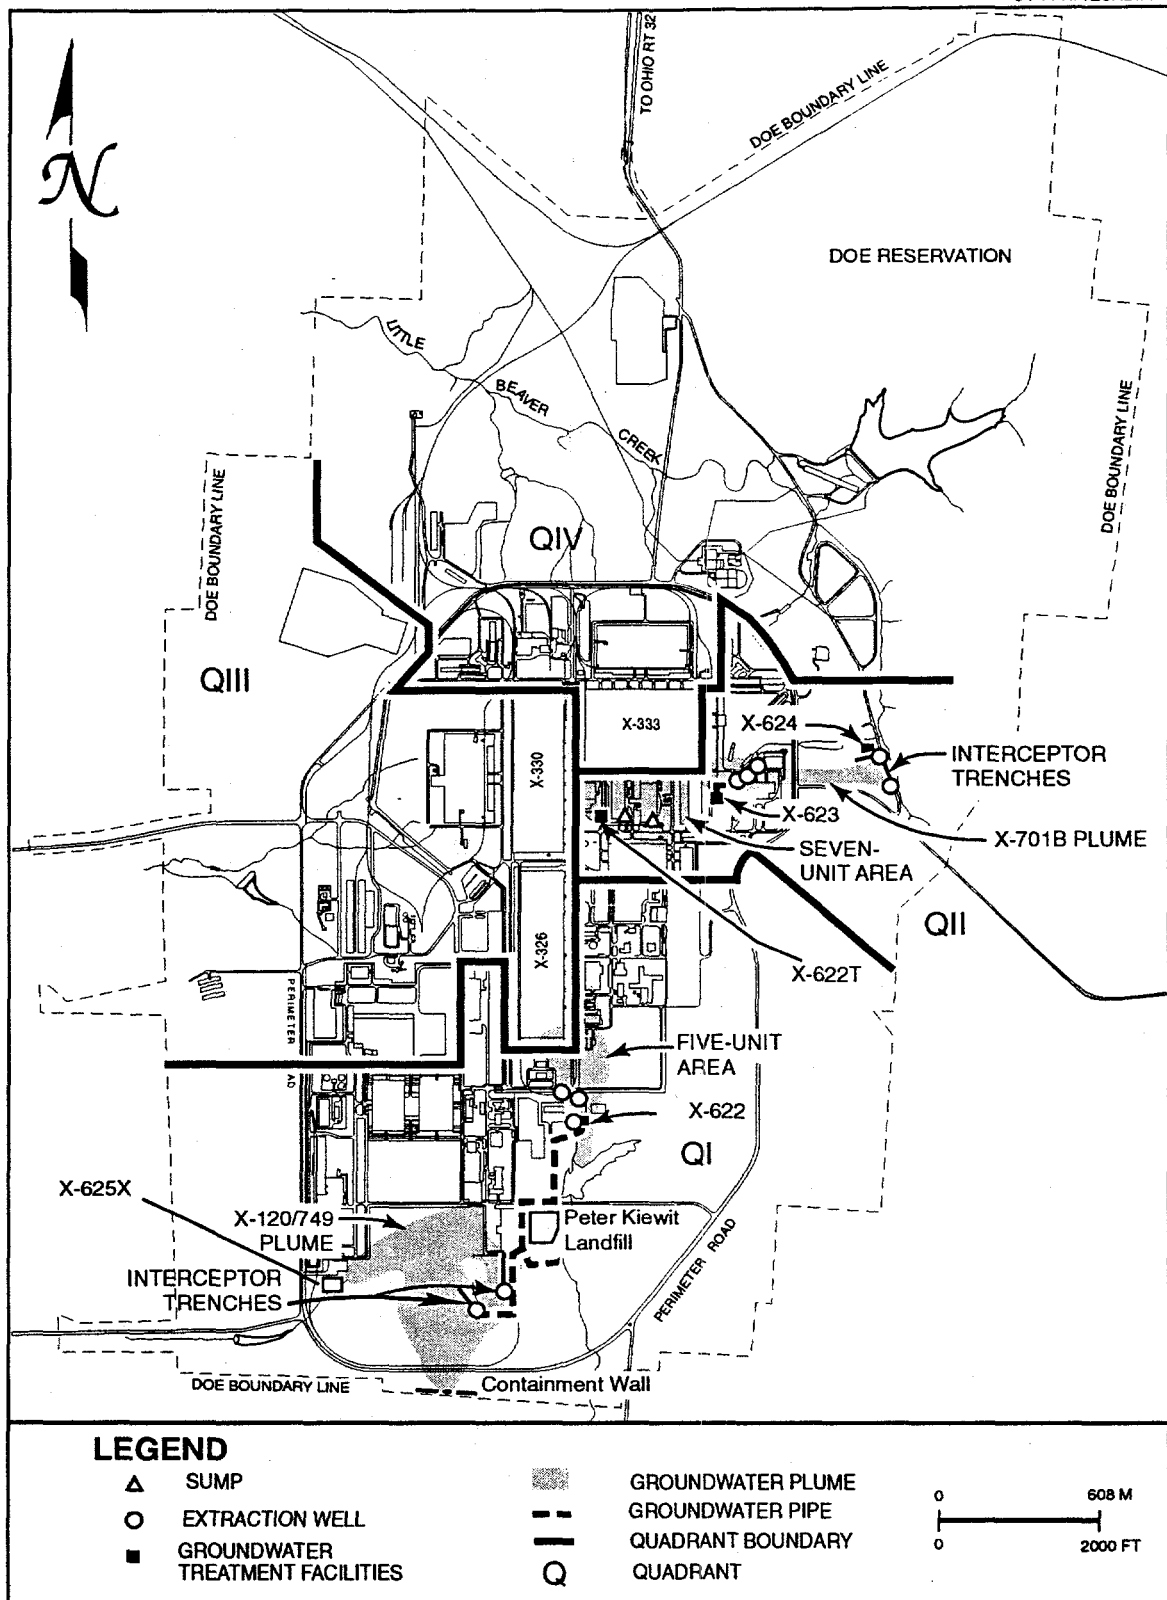 TO OHIO RT 32
DOE BOUNDARY LINE
N
DOE RESERVATION
LITTLE
BEAVER
CREEK
DOE BOUNDARY LINE
DOE BOUNDARY LINE
QIV
QIII
X-333
X-624
X-330
INTERCEPTOR
TRENCHES
X-623
X-701B PLUME
SEVEN-
UNIT AREA
QII
X-326
X-622T
PERIMETER
AD
FIVE-UNIT
AREA
X-622
QI
X-625X
X-120/749
PLUME
Peter Kiewit
Landfill
INTERCEPTOR
TRENCHES
PERIMETER ROAD
DOE BOUNDARY LINE
Containment Wall
LEGEND
SUMP
EXTRACTION WELL
GROUNDWATER
TREATMENT FACILITIES
GROUNDWATER PLUME
GROUNDWATER PIPE
QUADRANT BOUNDARY
Q QUADRANT
0 608 M
0 2000 FT